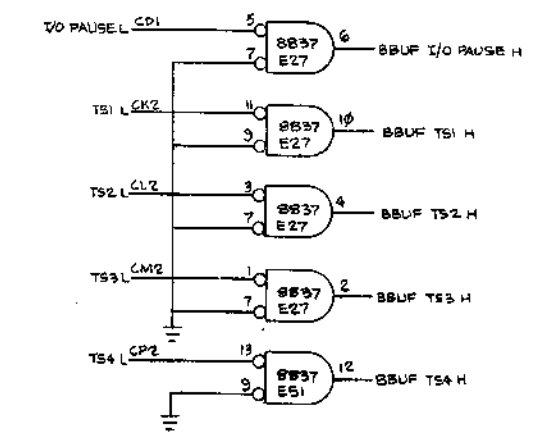 I/O PAUSE L CD1 5 8837 6 BBUF I/O PAUSE H
7 E27
TS1 L CK2 11 8837 10 BBUF TS1 H
9 E27
TS2 L CL2 3 8837 4 BBUF TS2 H
7 E27
TS3 L CM2 1 8837 2 BBUF TS3 H
7 E27
TS4 L CP2 13 8837 12 BBUF TS4 H
9 E51